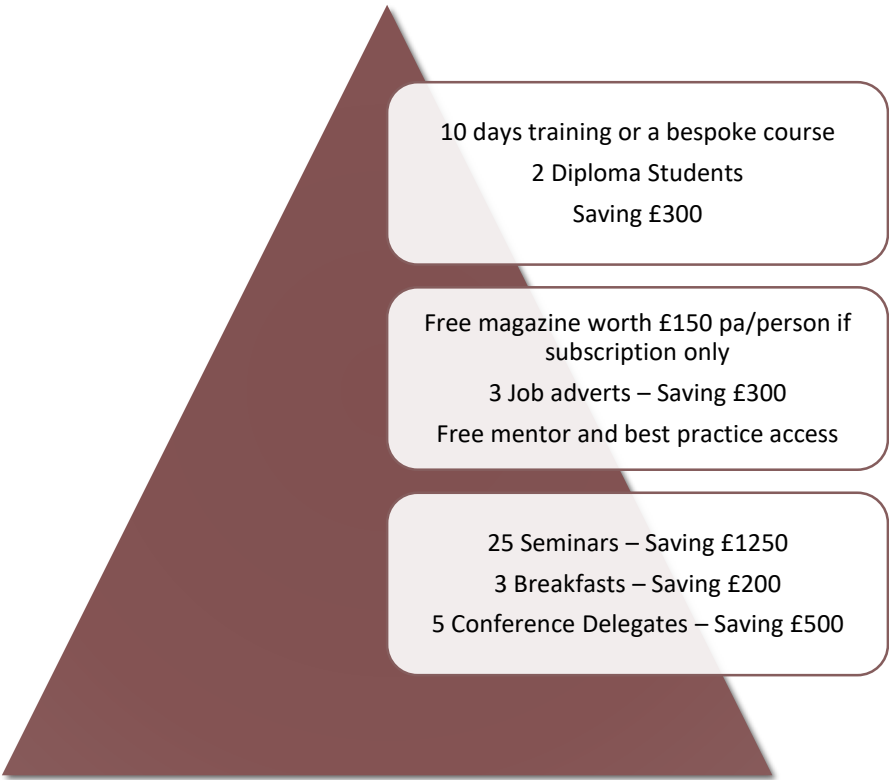 10 days training or a bespoke course
2 Diploma Students
Saving £300
Free magazine worth £150 pa/person if
subscription only
3 Job adverts – Saving £300
Free mentor and best practice access
25 Seminars – Saving £1250
3 Breakfasts – Saving £200
5 Conference Delegates – Saving £500